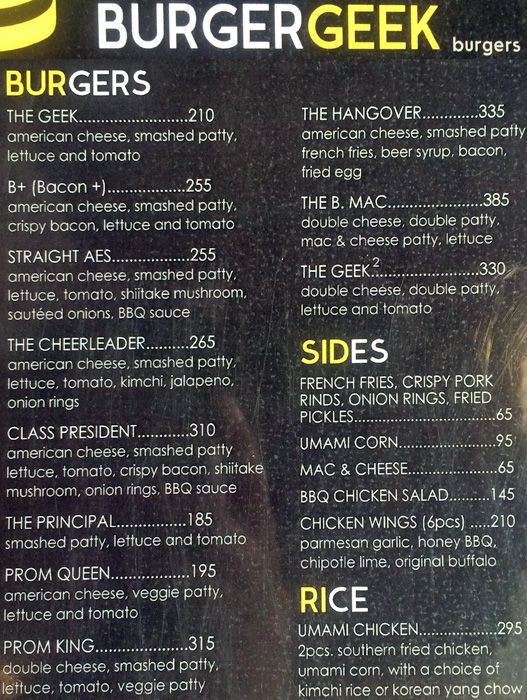 BURGERGEEK burgers
BURGERS
THE GEEK..........................210
american cheese, smashed patty,
lettuce and tomato
B+ (Bacon +)...................255
american cheese, smashed patty,
crispy bacon, lettuce and tomato
STRAIGHT AES...................255
american cheese, smashed patty,
lettuce, tomato, shiitake mushroom,
sautéed onions, BBQ sauce
THE CHEERLEADER..........265
american cheese, smashed patty,
lettuce, tomato, kimchi, jalapeno,
onion rings
CLASS PRESIDENT............310
american cheese, smashed patty
lettuce, tomato, crispy bacon, shiitake
mushroom, onion rings, BBQ sauce
THE PRINCIPAL.................185
smashed patty, lettuce and tomato
PROM QUEEN...................195
american cheese, veggie patty,
lettuce and tomato
PROM KING......................315
double cheese, smashed patty,
lettuce, tomato, veggie patty
THE HANGOVER.............335
american cheese, smashed patty
french fries, beer syrup, bacon,
fried egg
THE B. MAC.......................385
double cheese, double patty,
mac & cheese patty, lettuce
THE GEEK²........................330
double cheese, double patty,
lettuce and tomato
SIDES
FRENCH FRIES, CRISPY PORK
RINDS, ONION RINGS, FRIED
PICKLES..................................65
UMAMI CORN.......................95
MAC & CHEESE.....................65
BBQ CHICKEN SALAD..........145
CHICKEN WINGS (6pcs) .....210
parmesan garlic, honey BBQ,
chipotle lime, original buffalo
RICE
UMAMI CHICKEN...................295
2pcs. southern fried chicken,
umami corn, with a choice of
kimchi rice or korean yang chow